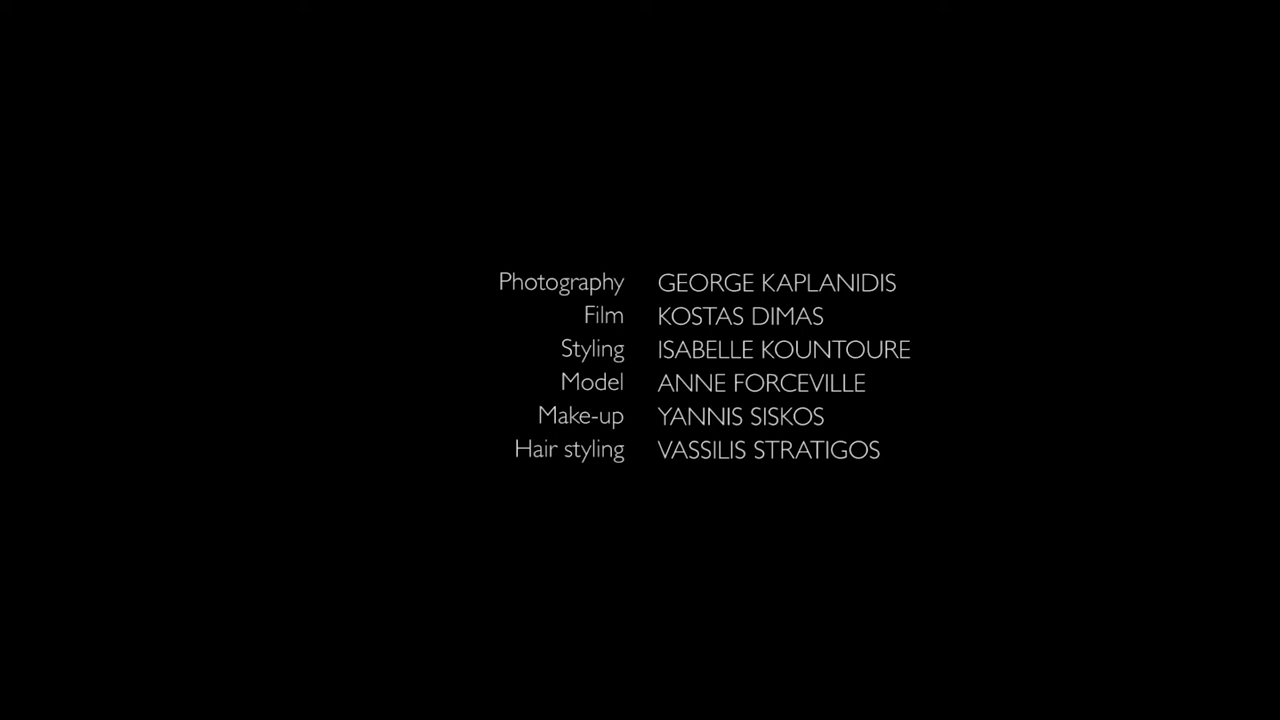 Photography GEORGE KAPLANIDIS
Film KOSTAS DIMAS
Styling ISABELLE KOUNTOURE
Model ANNE FORCEVILLE
Make-up YANNIS SISKOS
Hair styling VASSILIS STRATIGOS